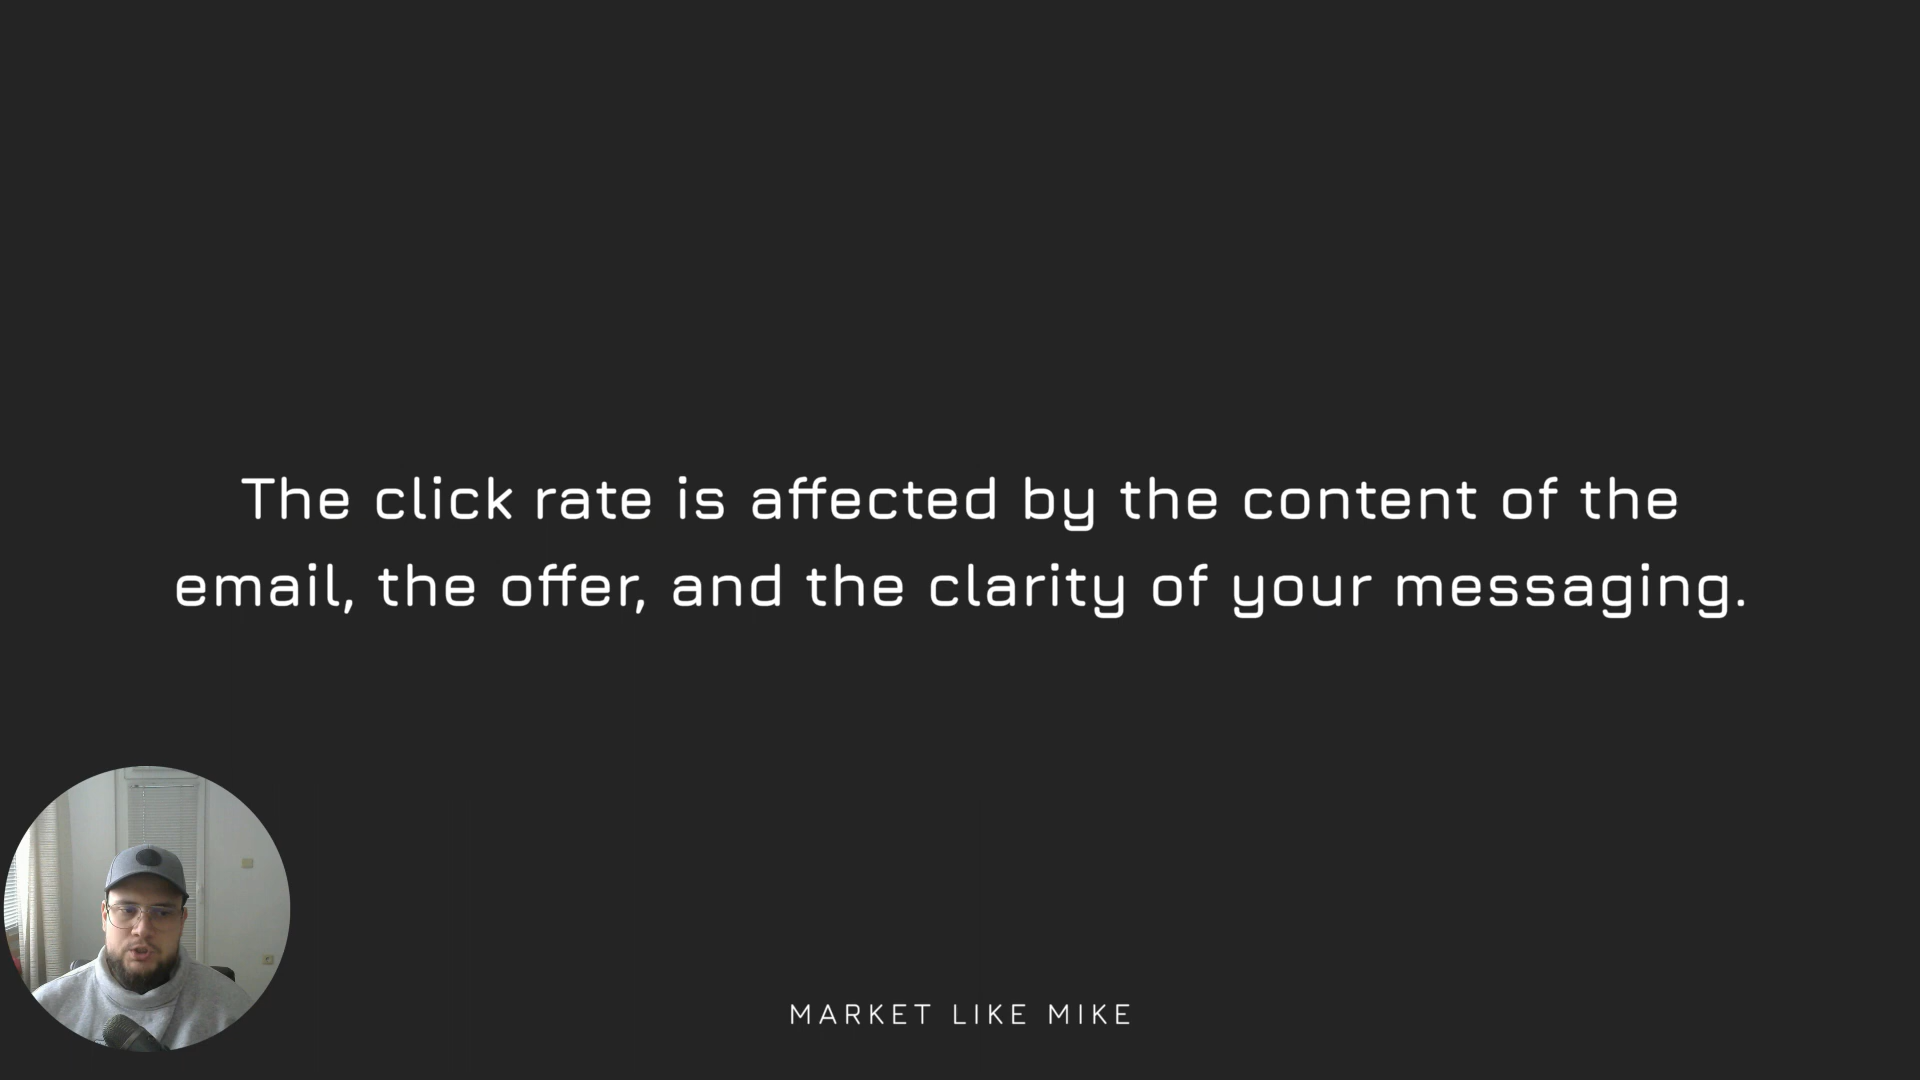 The click rate is affected by the content of the
email, the offer, and the clarity of your messaging.
MARKET LIKE MIKE